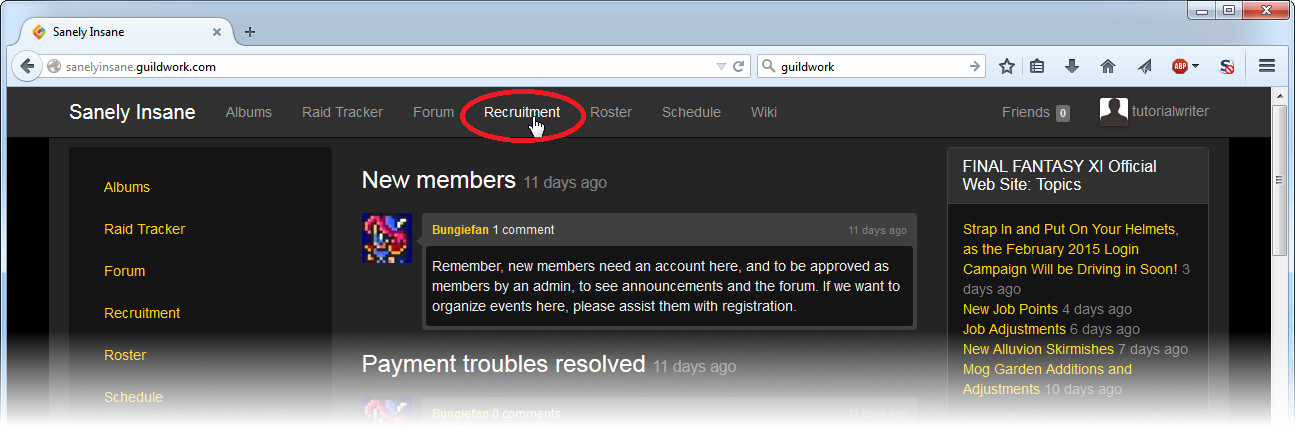 Sanely Insane
sanelyinsane.guildwork.com
guildwork
ABP
Sanely Insane Albums Raid Tracker Forum Recruitment Roster Schedule Wiki Friends 0 tutorialwriter
Albums
Raid Tracker
Forum
Recruitment
Roster
Schedule
New members 11 days ago
Bungiefan 1 comment 11 days ago
Remember, new members need an account here, and to be approved as
members by an admin, to see announcements and the forum. If we want to
organize events here, please assist them with registration.
Payment troubles resolved 11 days ago
Bungiefan 0 comments 11 days ago
FINAL FANTASY XI Official
Web Site: Topics
Strap In and Put On Your Helmets,
as the February 2015 Login
Campaign Will be Driving in Soon! 3
days ago
New Job Points 4 days ago
Job Adjustments 6 days ago
New Alluvion Skirmishes 7 days ago
Mog Garden Additions and
Adjustments 10 days ago